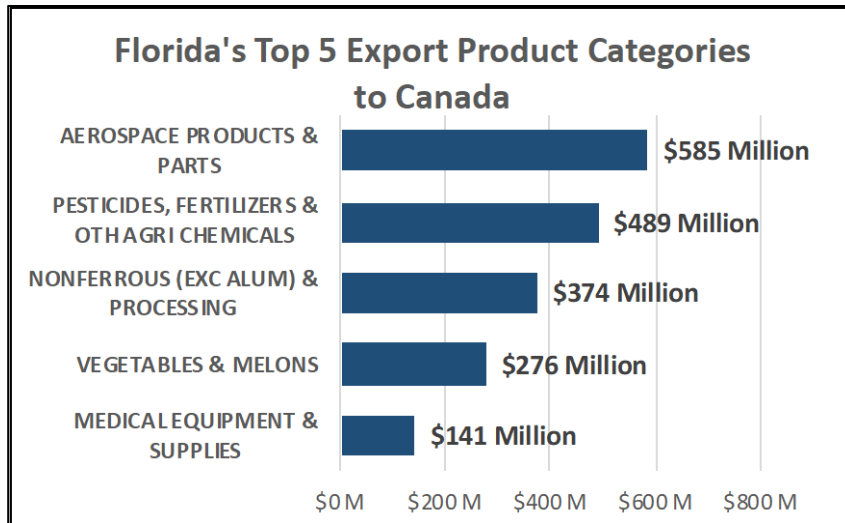 Florida's Top 5 Export Product Categories
to Canada
AEROSPACE PRODUCTS &
PARTS
$585 Million
PESTICIDES, FERTILIZERS &
OTH AGRI CHEMICALS
$489 Million
NONFERROUS (EXC ALUM) &
PROCESSING
$374 Million
VEGETABLES & MELONS
$276 Million
MEDICAL EQUIPMENT &
SUPPLIES
$141 Million
$0 M $200 M $400 M $600 M $800 M